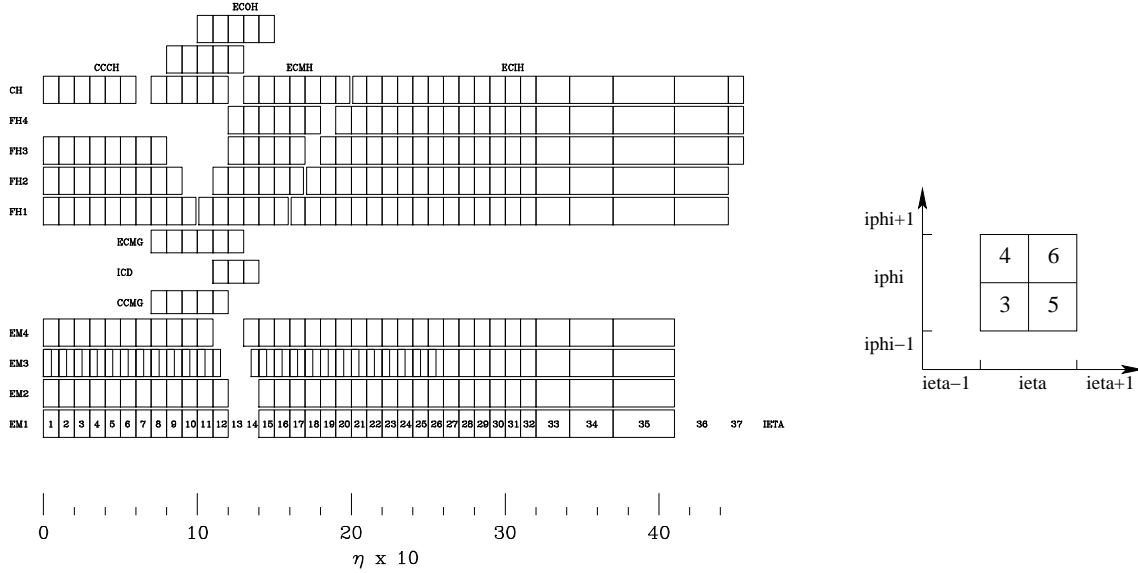 ECOH
CCCH ECMH ECIH
CH
FH4
FH3
FH2
FH1
ECMG
ICD
CCMG
EM4
EM3
EM2
EM1 1 2 3 4 5 6 7 8 9 10 11 12 13 14 15 16 17 18 19 20 21 22 23 24 25 26 27 28 29 30 31 32 33 34 35 36 37 IETA
0 10 20 30 40
η x 10
iphi+1
4 6
iphi
3 5
iphi−1
ieta−1 ieta ieta+1